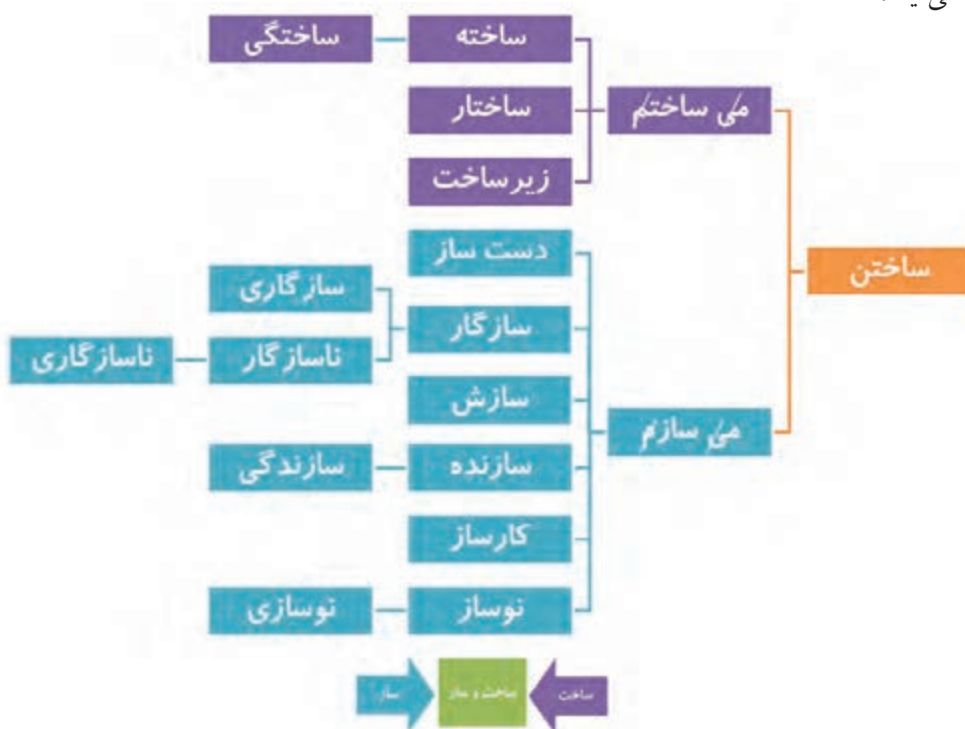 ساختن
می ساختم
ساخته
ساختگی
ساختار
زیرساخت
می سازم
دست ساز
سازگار
سازگاری
ناسازگار
ناسازگاری
سازش
سازنده
سازندگی
کارساز
نوساز
نوسازی
ساخت
ساخت و ساز
ساز